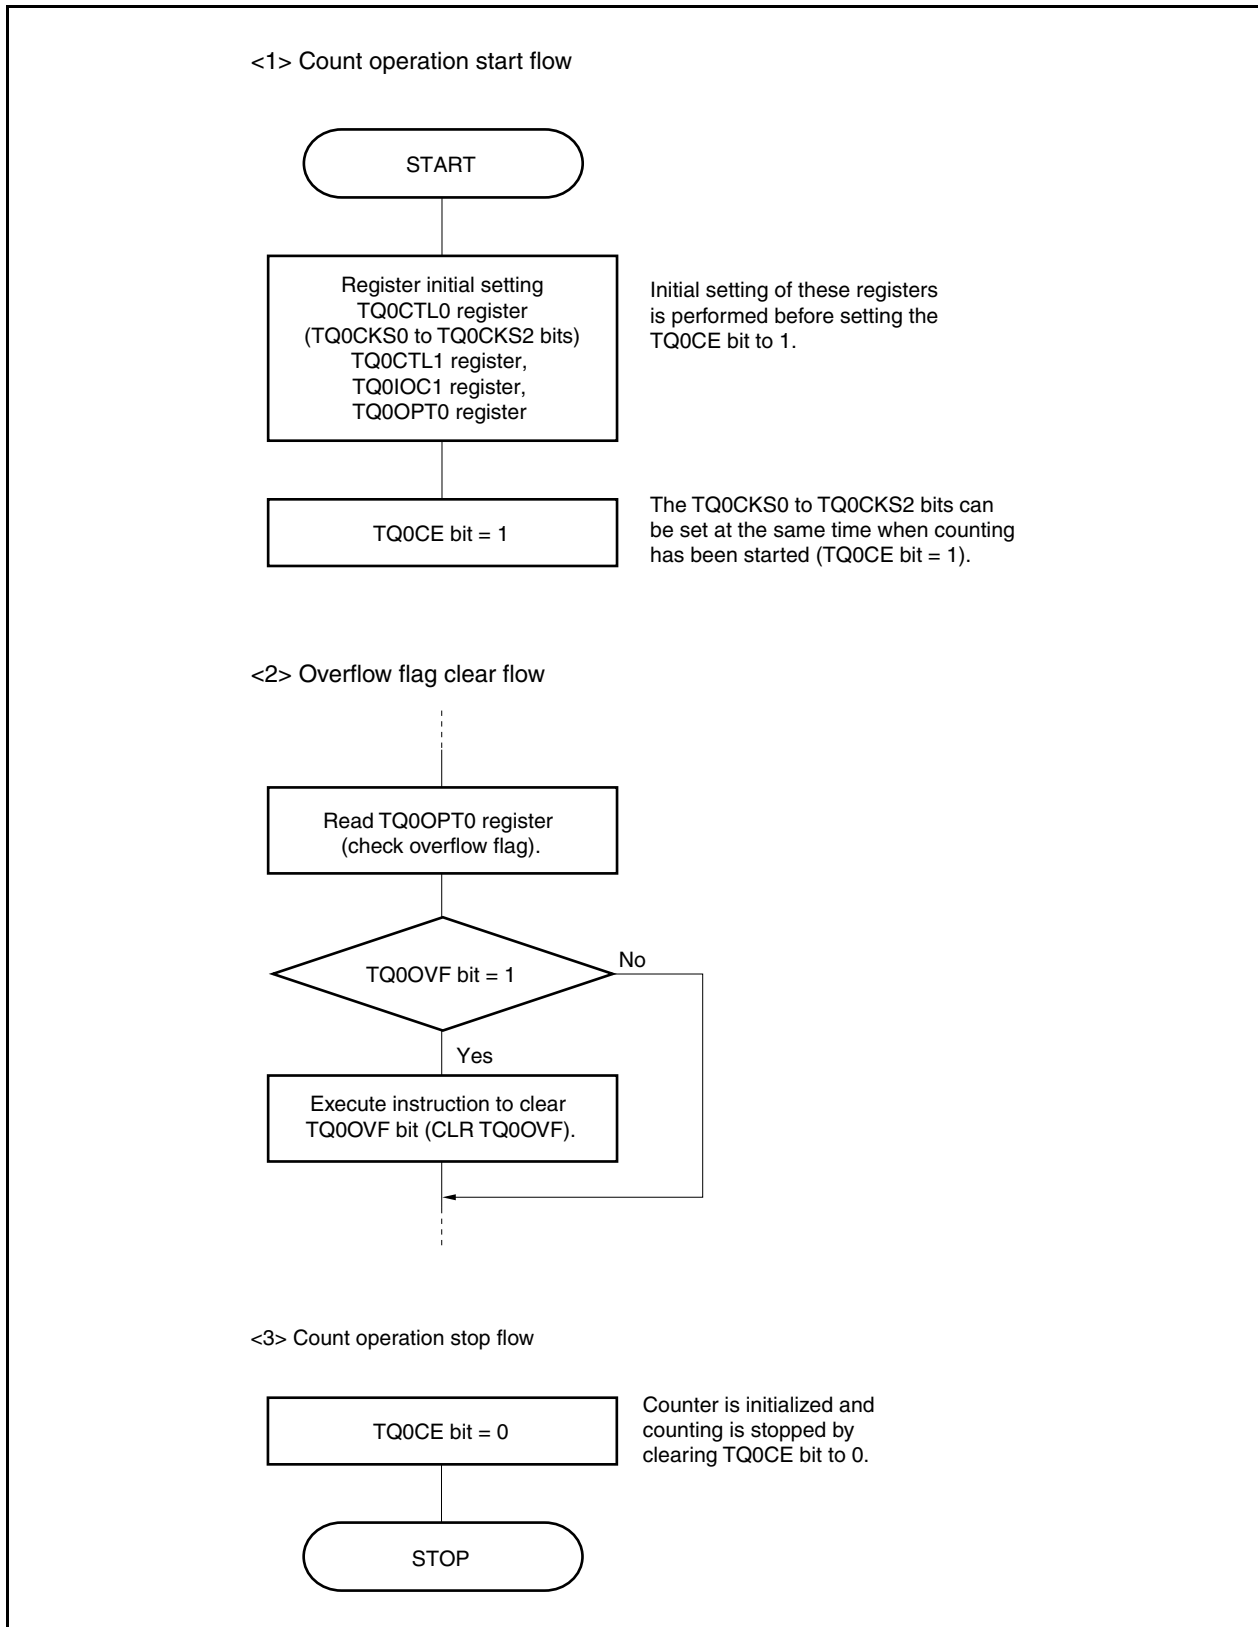 <1> Count operation start flow
START
Register initial setting
TQ0CTL0 register
(TQ0CKS0 to TQ0CKS2 bits)
TQ0CTL1 register,
TQ0IOC1 register,
TQ0OPT0 register
Initial setting of these registers
is performed before setting the
TQ0CE bit to 1.
TQ0CE bit = 1
The TQ0CKS0 to TQ0CKS2 bits can
be set at the same time when counting
has been started (TQ0CE bit = 1).
<2> Overflow flag clear flow
Read TQ0OPT0 register
(check overflow flag).
TQ0OVF bit = 1
No
Yes
Execute instruction to clear
TQ0OVF bit (CLR TQ0OVF).
<3> Count operation stop flow
TQ0CE bit = 0
Counter is initialized and
counting is stopped by
clearing TQ0CE bit to 0.
STOP